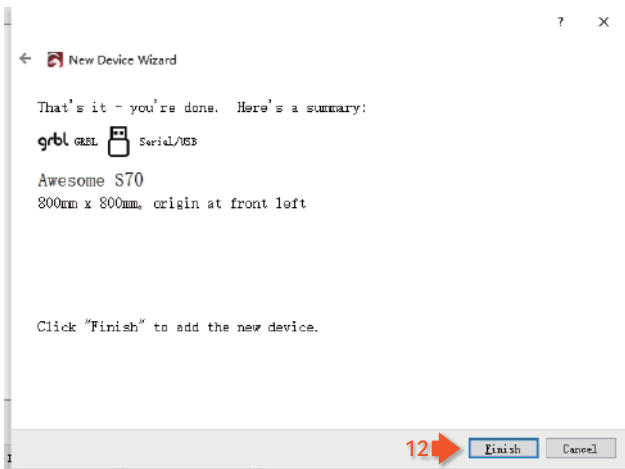 ? ×
← New Device Wizard
That's it - you're done. Here's a summary:
grbl GRBL Serial/USB
Awesome S70
800mm x 800mm, origin at front left
Click "Finish" to add the new device.
12 Finish Cancel